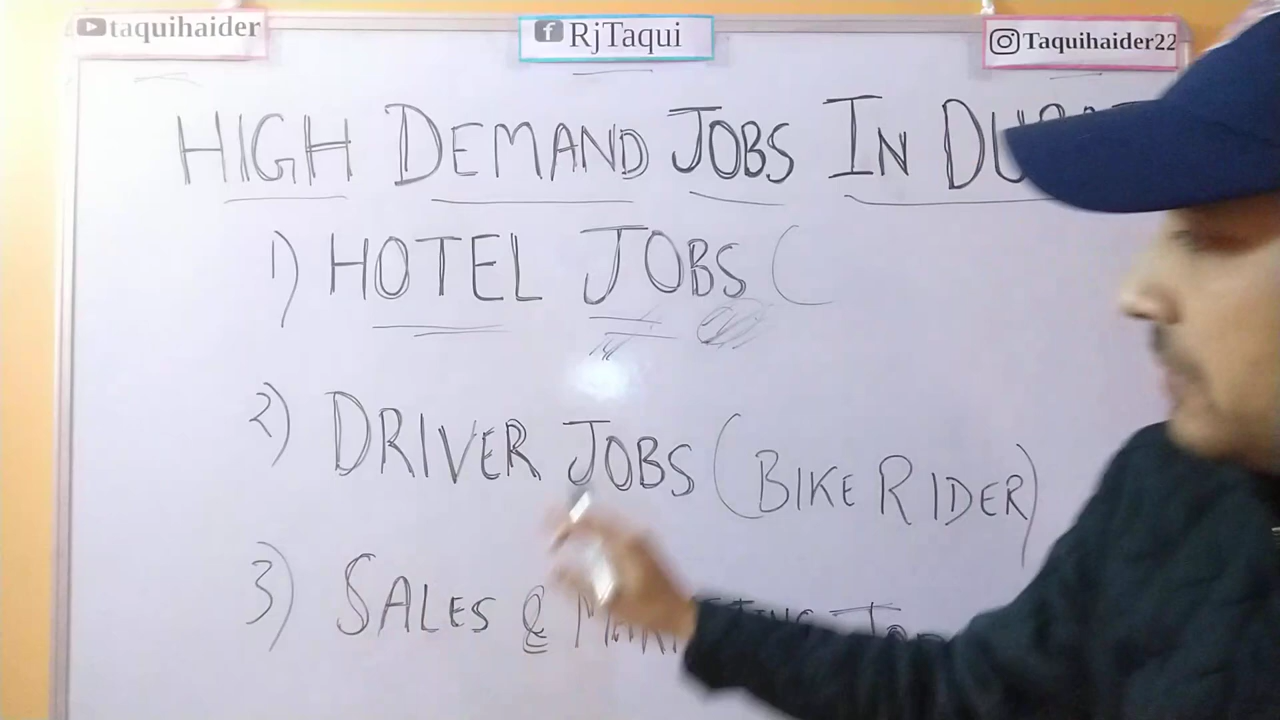 taquihaider
RjTaqui
Taquihaider22
HIGH DEMAND JOBS IN
1) HOTEL JOBS (
2) DRIVER JOBS (BIKE RIDER)
3) SALES &